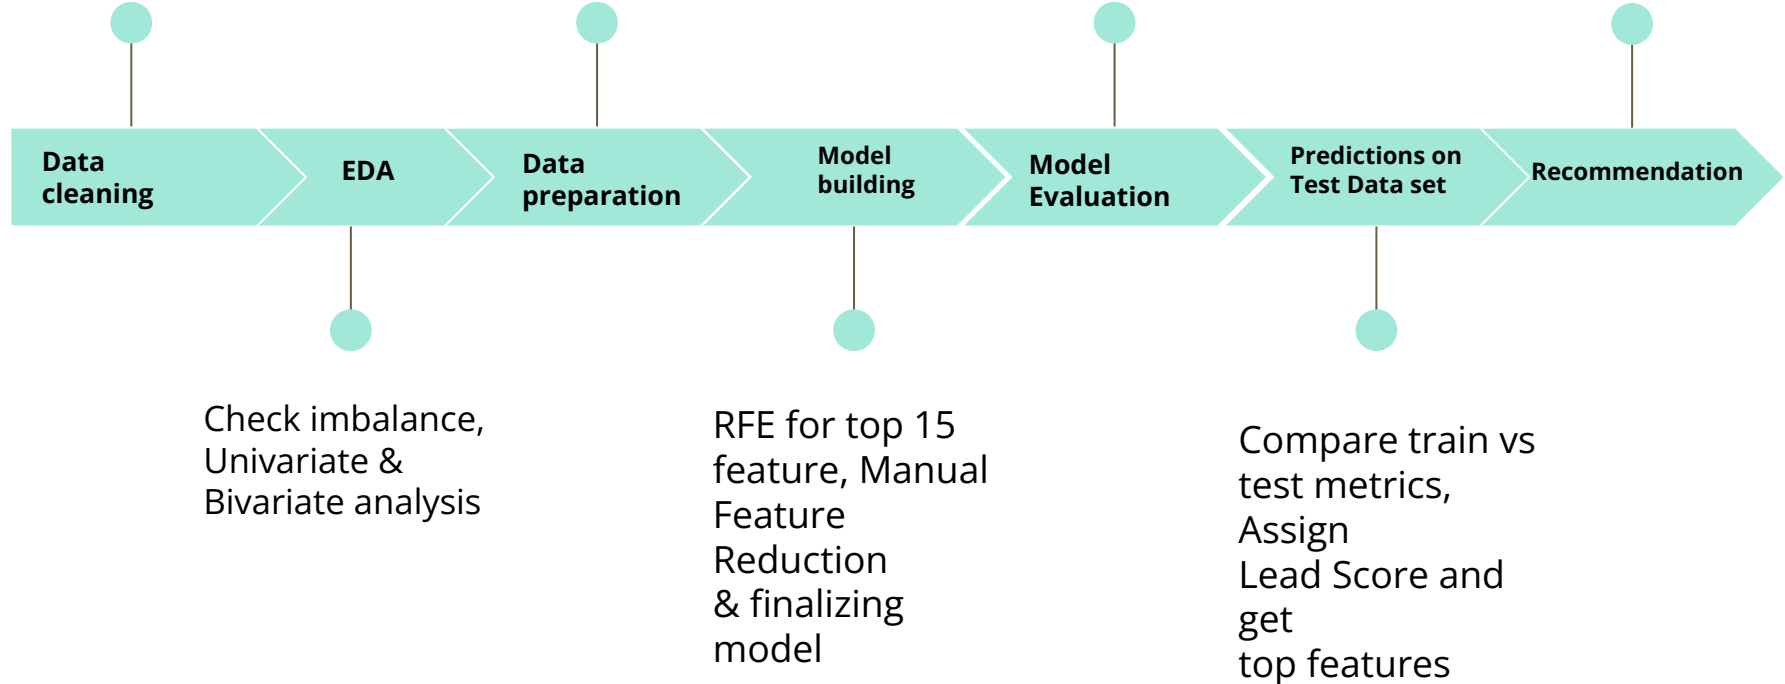 Data
cleaning
EDA
Data
preparation
Model
building
Model
Evaluation
Predictions on
Test Data set
Recommendation
Check imbalance,
Univariate &
Bivariate analysis
RFE for top 15
feature, Manual
Feature
Reduction
& finalizing
model
Compare train vs
test metrics,
Assign
Lead Score and
get
top features